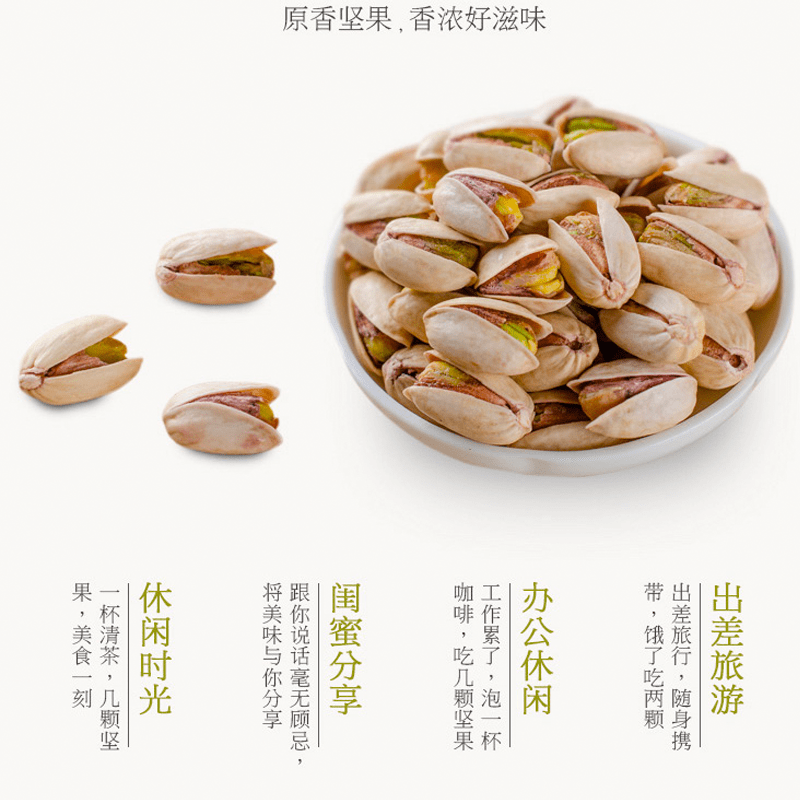 原香坚果,香浓好滋味
出差旅游
出差旅行，随身携
带，饿了吃两颗
办公休闲
工作累了，泡一杯
咖啡，吃几颗坚果
闺蜜分享
跟你说话毫无顾忌，
将美味与你分享
休闲时光
一杯清茶，几颗坚
果，美食一刻